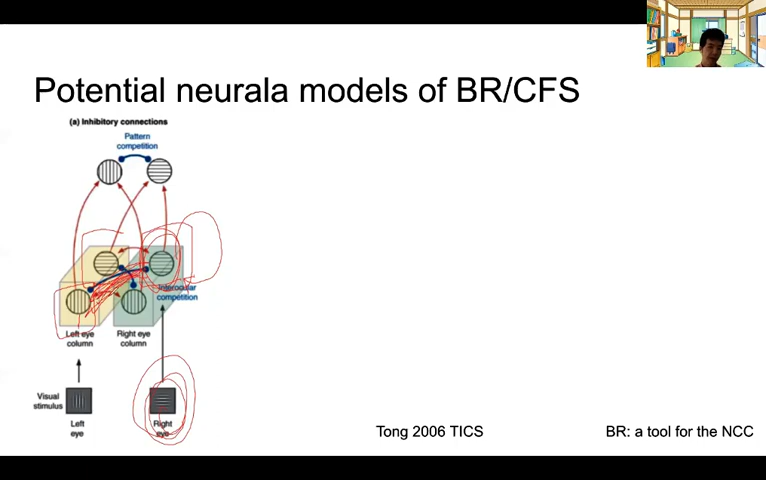 Potential neurala models of BR/CFS
(a) Inhibitory connections
Pattern
competition
Interocular
competition
Left eye
column
Right eye
column
Visual
stimulus
Left
eye
Right
eye
Tong 2006 TICS
BR: a tool for the NCC